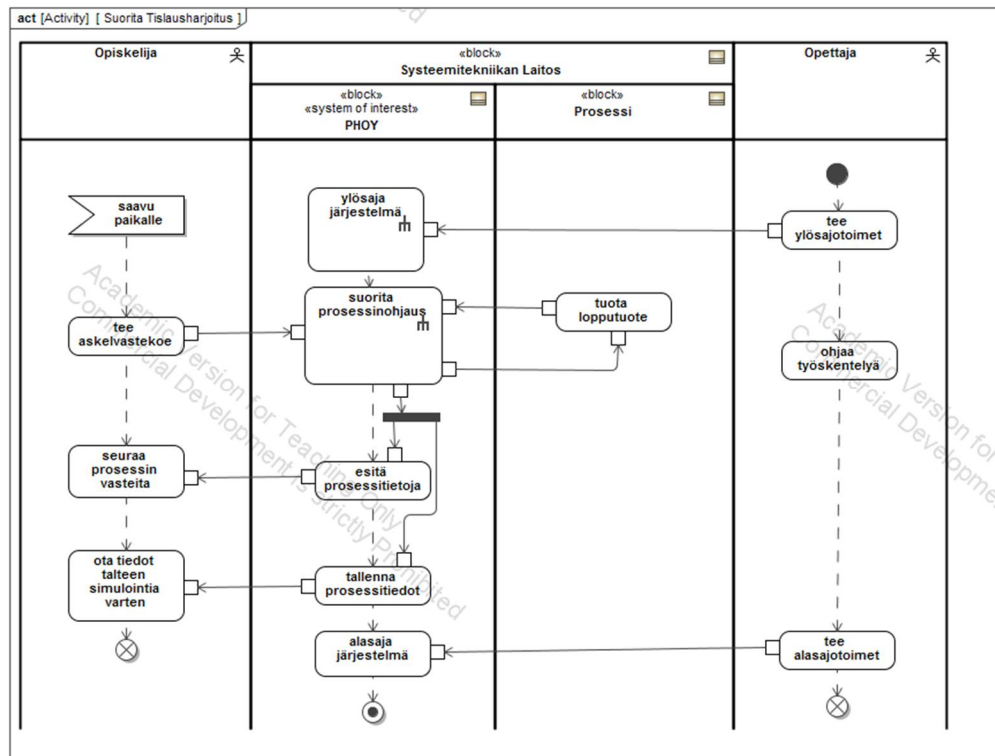 act [Activity] [ Suorita Tislausharjoitus ]
Opiskelija
«block»
Systeemitekniikan Laitos
«block»
«system of interest»
PHOY
«block»
Prosessi
Opettaja
saavu
paikalle
ylösaja
järjestelmä
tee
ylösajotoimet
tee
askelvastekoe
suorita
prosessinohjaus
tuota
lopputuote
ohjaa
työskentelyä
seuraa
prosessin
vasteita
esitä
prosessitietoja
ota tiedot
talteen
simulointia
varten
tallenna
prosessitiedot
alasaja
järjestelmä
tee
alasajotoimet
Academic Version for Teaching Only
Commercial Development is Strictly Prohibited
Academic Version for
Commercial Developme